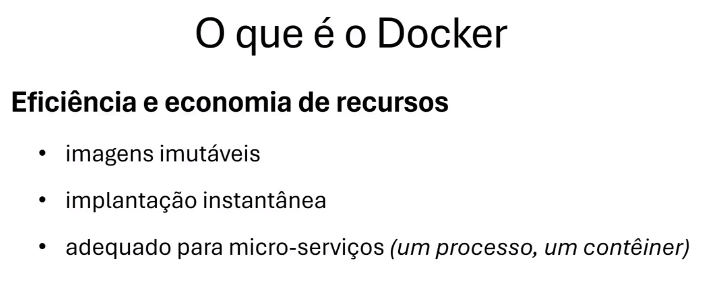 O que é o Docker
Eficiência e economia de recursos
• imagens imutáveis
• implantação instantânea
• adequado para micro-serviços (um processo, um contêiner)